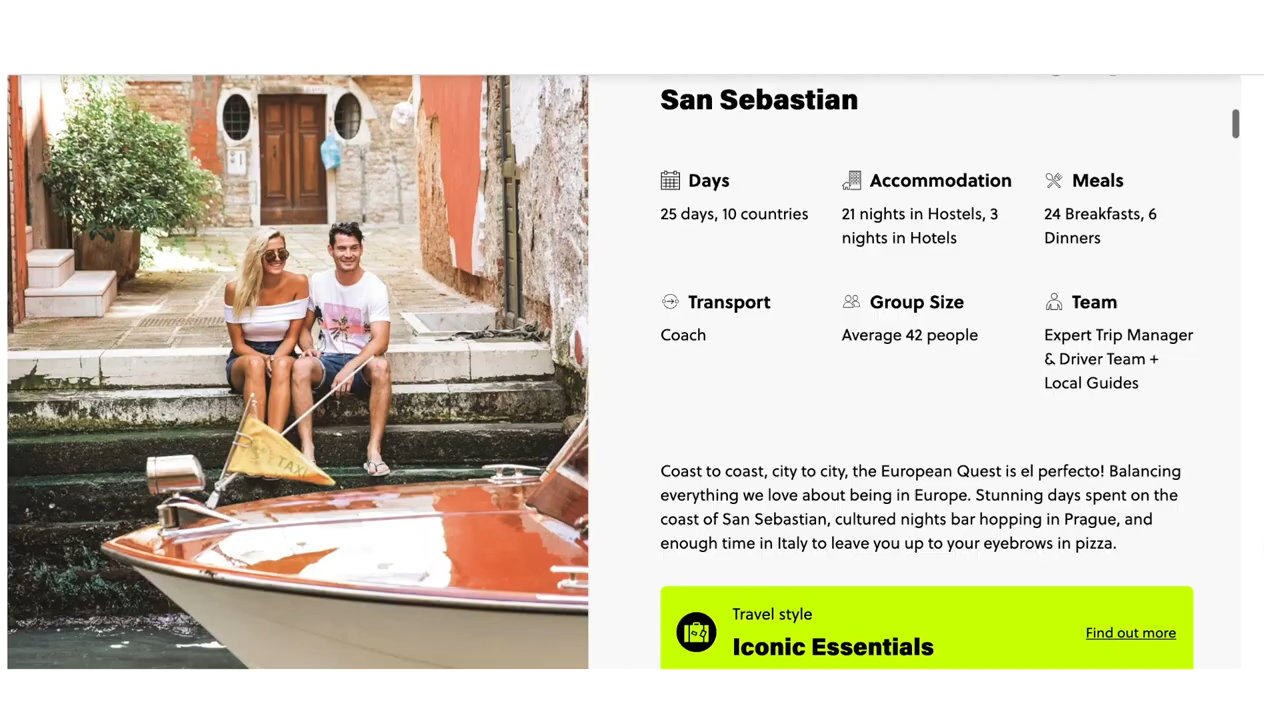 San Sebastian
Days
25 days, 10 countries
Accommodation
21 nights in Hostels, 3
nights in Hotels
Meals
24 Breakfasts, 6
Dinners
Transport
Coach
Group Size
Average 42 people
Team
Expert Trip Manager
& Driver Team +
Local Guides
Coast to coast, city to city, the European Quest is el perfecto! Balancing
everything we love about being in Europe. Stunning days spent on the
coast of San Sebastian, cultured nights bar hopping in Prague, and
enough time in Italy to leave you up to your eyebrows in pizza.
Travel style
Iconic Essentials
Find out more
TAXI